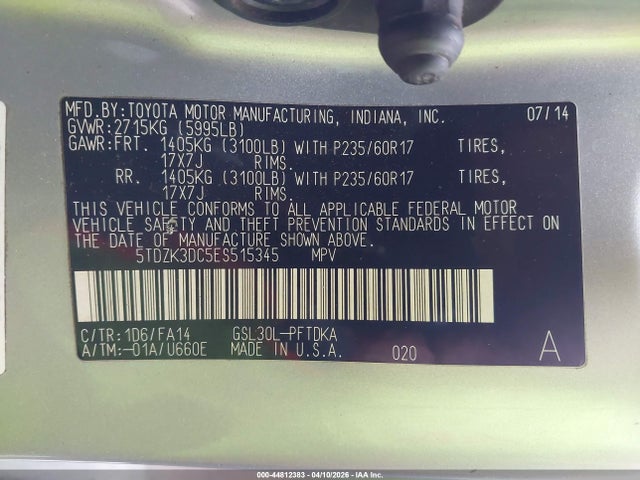 MFD.BY:TOYOTA MOTOR MANUFACTURING, INDIANA, INC. 07/14
GVWR:2715KG (5995LB)
GAWR:FRT. 1405KG (3100LB) WITH P235/60R17 TIRES,
17X7J RIMS.
RR. 1405KG (3100LB) WITH P235/60R17 TIRES,
17X7J RIMS.
THIS VEHICLE CONFORMS TO ALL APPLICABLE FEDERAL MOTOR
VEHICLE SAFETY AND THEFT PREVENTION STANDARDS IN EFFECT ON
THE DATE OF MANUFACTURE SHOWN ABOVE.
5TDZK3DC5ES515345 MPV
C/TR:1D6/FA14 GSL30L-PFTDKA
A/TM:-01A/U660E MADE IN U.S.A. 020 A
000-44812383 - 04/10/2026 - IAA Inc.